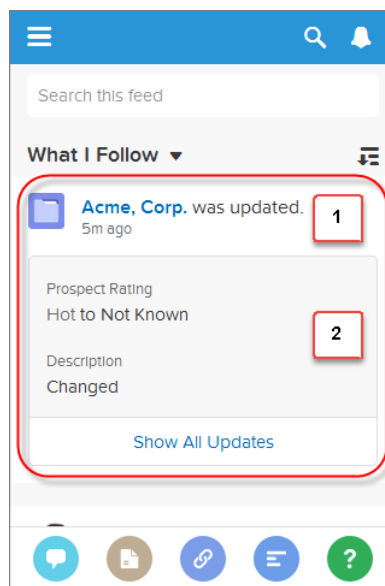 Search this feed
What I Follow
Acme, Corp. was updated.
5m ago
1
Prospect Rating
Hot to Not Known
2
Description
Changed
Show All Updates
?